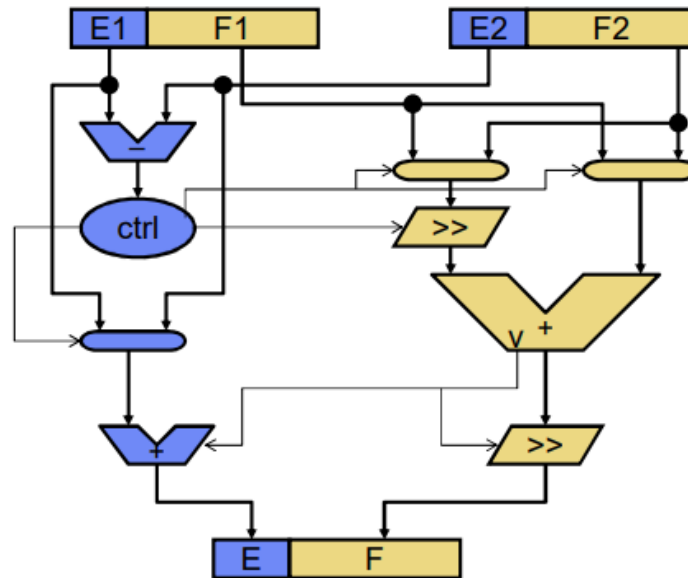 E1 F1 E2 F2
−
ctrl
>>
v +
+ >>
E F